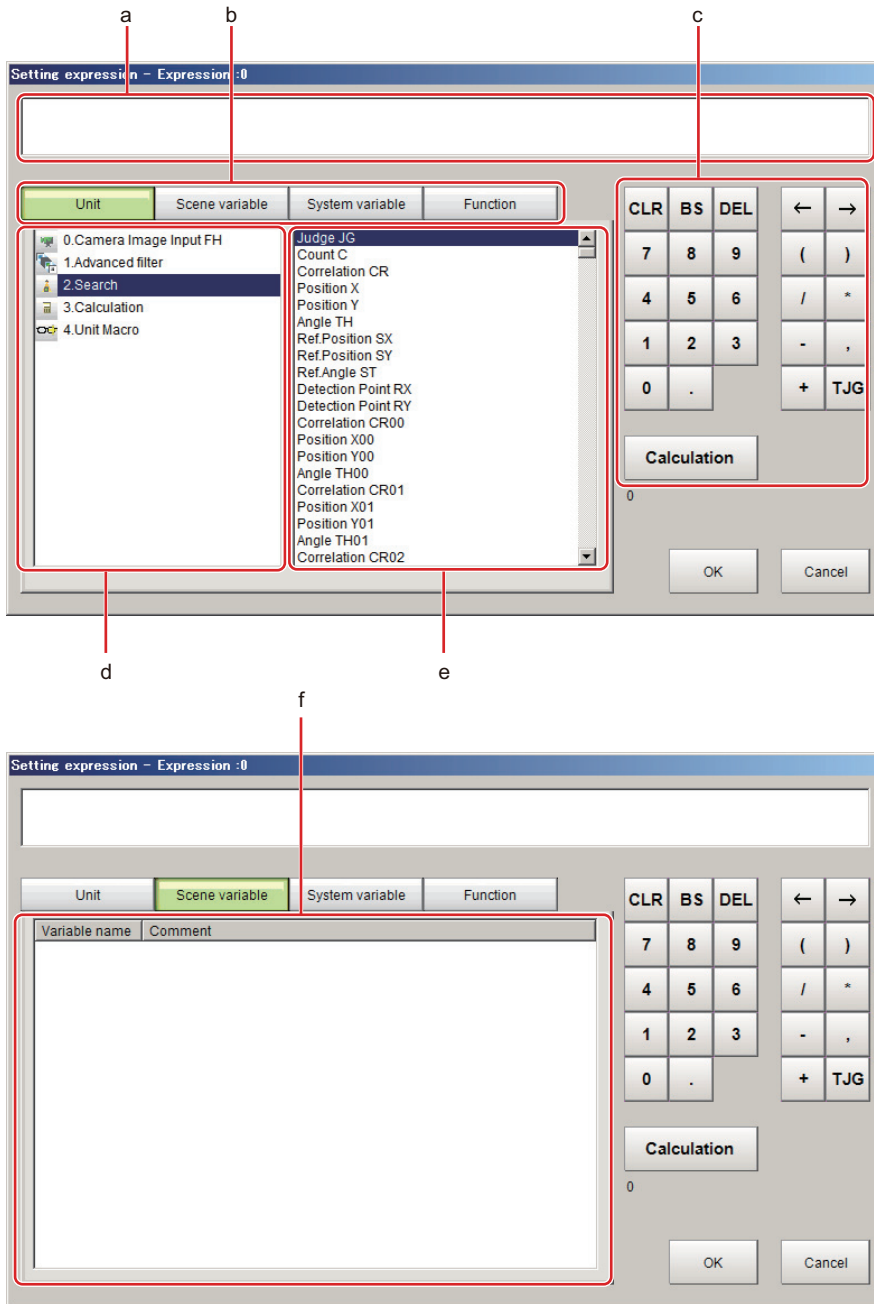 a b c
Setting expression - Expression :0
Unit Scene variable System variable Function
CLR BS DEL ← →
0.Camera Image Input FH
1.Advanced filter
2.Search
3.Calculation
4.Unit Macro
Judge JG
Count C
Correlation CR
Position X
Position Y
Angle TH
Ref.Position SX
Ref.Position SY
Ref.Angle ST
Detection Point RX
Detection Point RY
Correlation CR00
Position X00
Position Y00
Angle TH00
Correlation CR01
Position X01
Position Y01
Angle TH01
Correlation CR02
7 8 9 ( )
4 5 6 / *
1 2 3 - ,
0 . + TJG
Calculation
0
OK Cancel
d e
f
Setting expression - Expression :0
Unit Scene variable System variable Function
CLR BS DEL ← →
Variable name Comment
7 8 9 ( )
4 5 6 / *
1 2 3 - ,
0 . + TJG
Calculation
0
OK Cancel